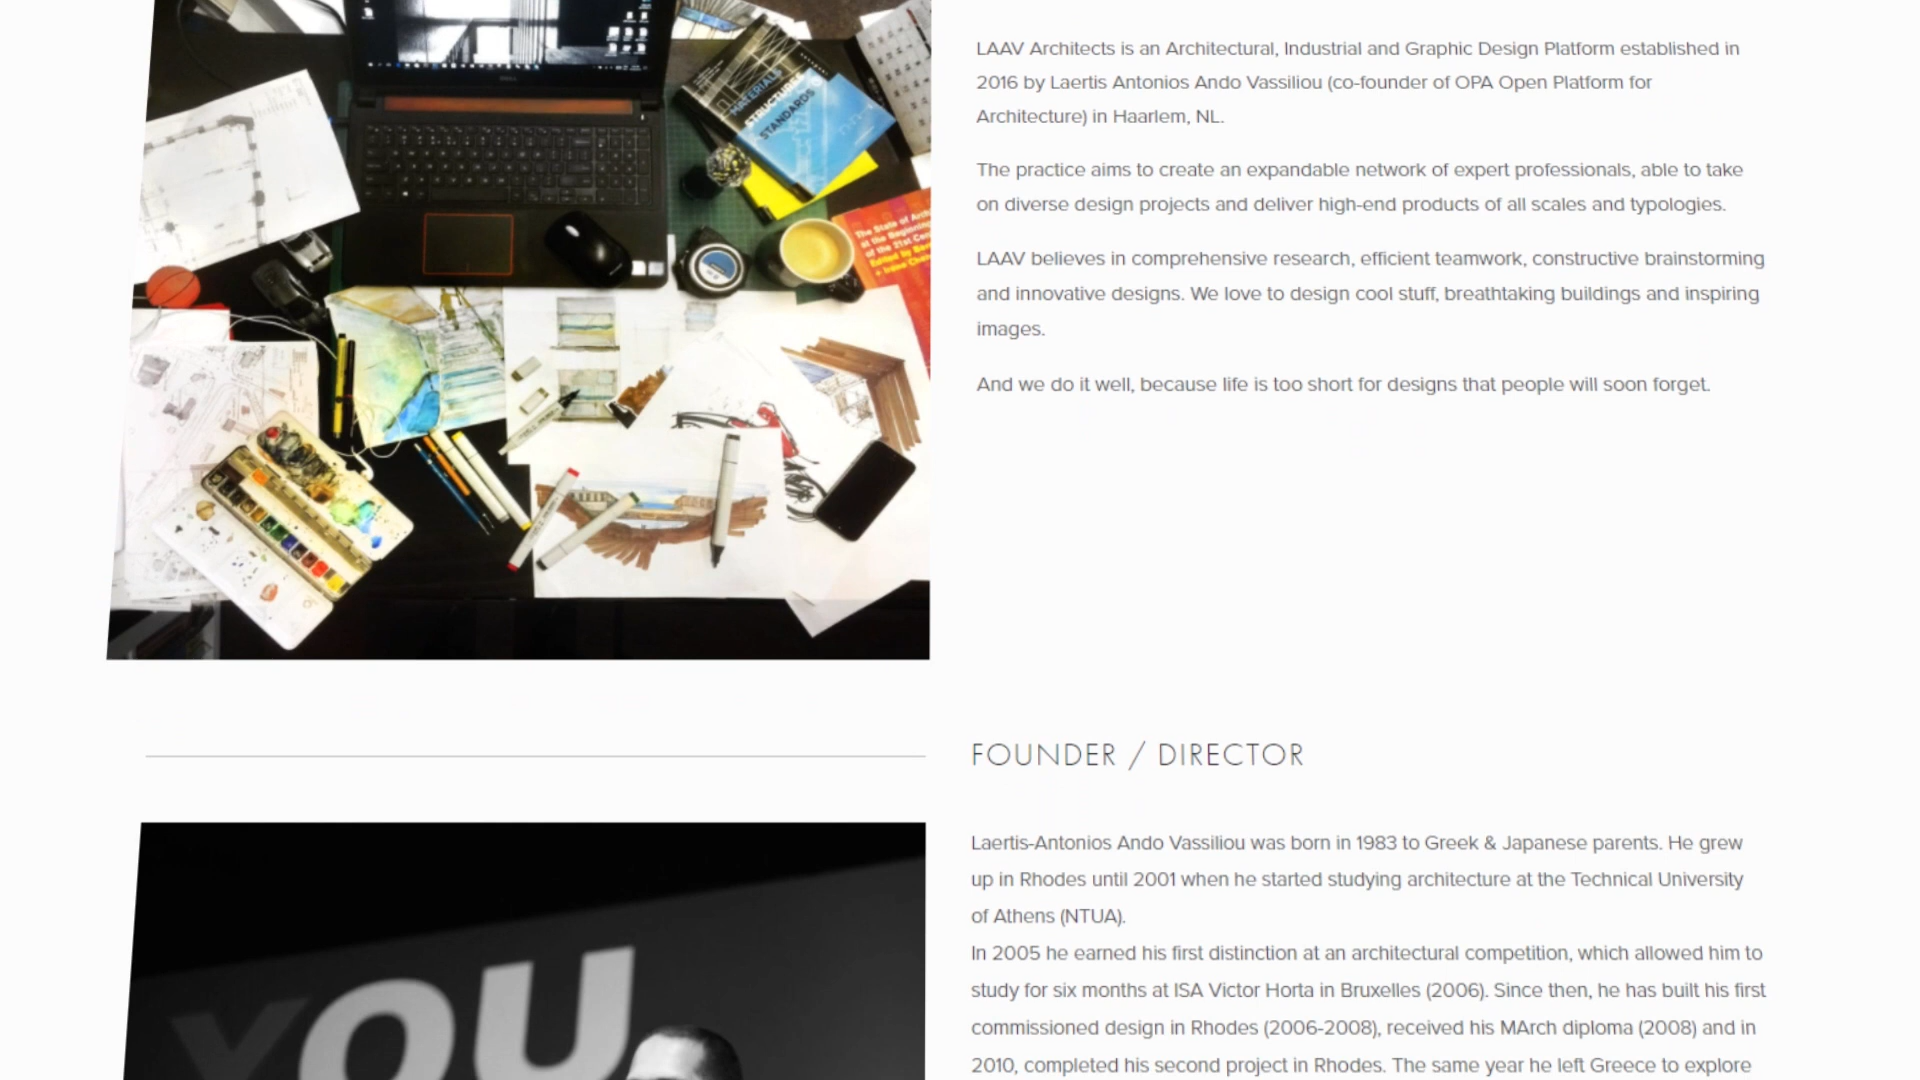 MATERIALS
STRUCTURES
STANDARDS
The State of Arch
at the Beginning
of the 21st Cen
Edited by
LAAV Architects is an Architectural, Industrial and Graphic Design Platform established in
2016 by Laertis Antonios Ando Vassiliou (co-founder of OPA Open Platform for
Architecture) in Haarlem, NL.
The practice aims to create an expandable network of expert professionals, able to take
on diverse design projects and deliver high-end products of all scales and typologies.
LAAV believes in comprehensive research, efficient teamwork, constructive brainstorming
and innovative designs. We love to design cool stuff, breathtaking buildings and inspiring
images.
And we do it well, because life is too short for designs that people will soon forget.
FOUNDER / DIRECTOR
YOU
Laertis-Antonios Ando Vassiliou was born in 1983 to Greek & Japanese parents. He grew
up in Rhodes until 2001 when he started studying architecture at the Technical University
of Athens (NTUA).
In 2005 he earned his first distinction at an architectural competition, which allowed him to
study for six months at ISA Victor Horta in Bruxelles (2006). Since then, he has built his first
commissioned design in Rhodes (2006-2008), received his MArch diploma (2008) and in
2010, completed his second project in Rhodes. The same year he left Greece to explore